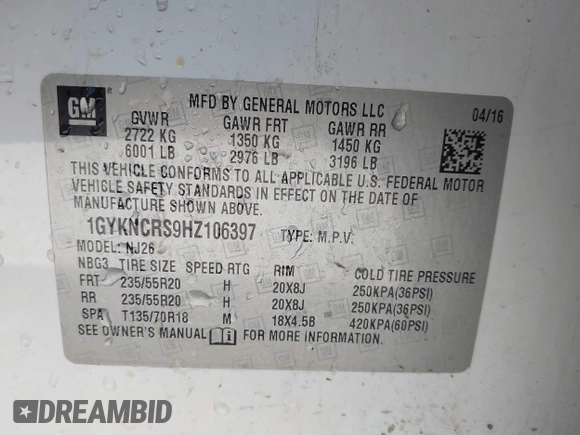 GM
MFD BY GENERAL MOTORS LLC 04/16
GVWR GAWR FRT GAWR RR
2722 KG 1350 KG 1450 KG
6001 LB 2976 LB 3196 LB
THIS VEHICLE CONFORMS TO ALL APPLICABLE U.S. FEDERAL MOTOR
VEHICLE SAFETY STANDARDS IN EFFECT ON THE DATE OF
MANUFACTURE SHOWN ABOVE.
1GYKNCRS9HZ106397 TYPE: M.P.V.
MODEL: NJ26
NBG3 TIRE SIZE SPEED RTG RIM COLD TIRE PRESSURE
FRT 235/55R20 H 20X8J 250KPA(36PSI)
RR 235/55R20 H 20X8J 250KPA(36PSI)
SPA T135/70R18 M 18X4.5B 420KPA(60PSI)
SEE OWNER'S MANUAL FOR MORE INFORMATION.
DREAMBID